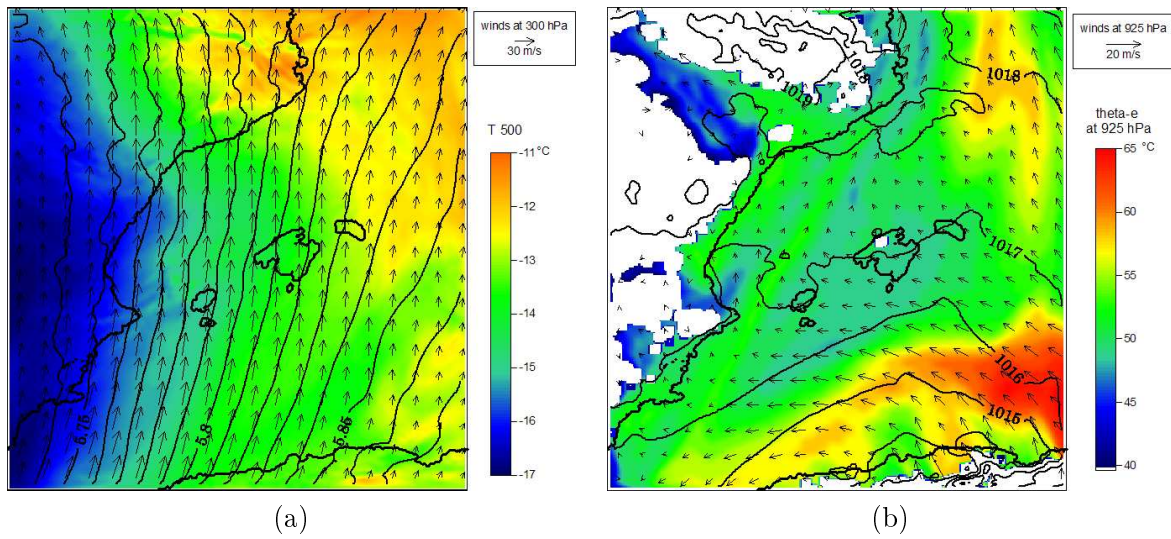 winds at 300 hPa
30 m/s
T 500
-11 °C
-12
-13
-14
-15
-16
-17
5.75
5.8
5.85
(a)
winds at 925 hPa
20 m/s
theta-e
at 925 hPa
65 °C
60
55
50
45
40
1018
1018
1019
1017
1016
1015
(b)